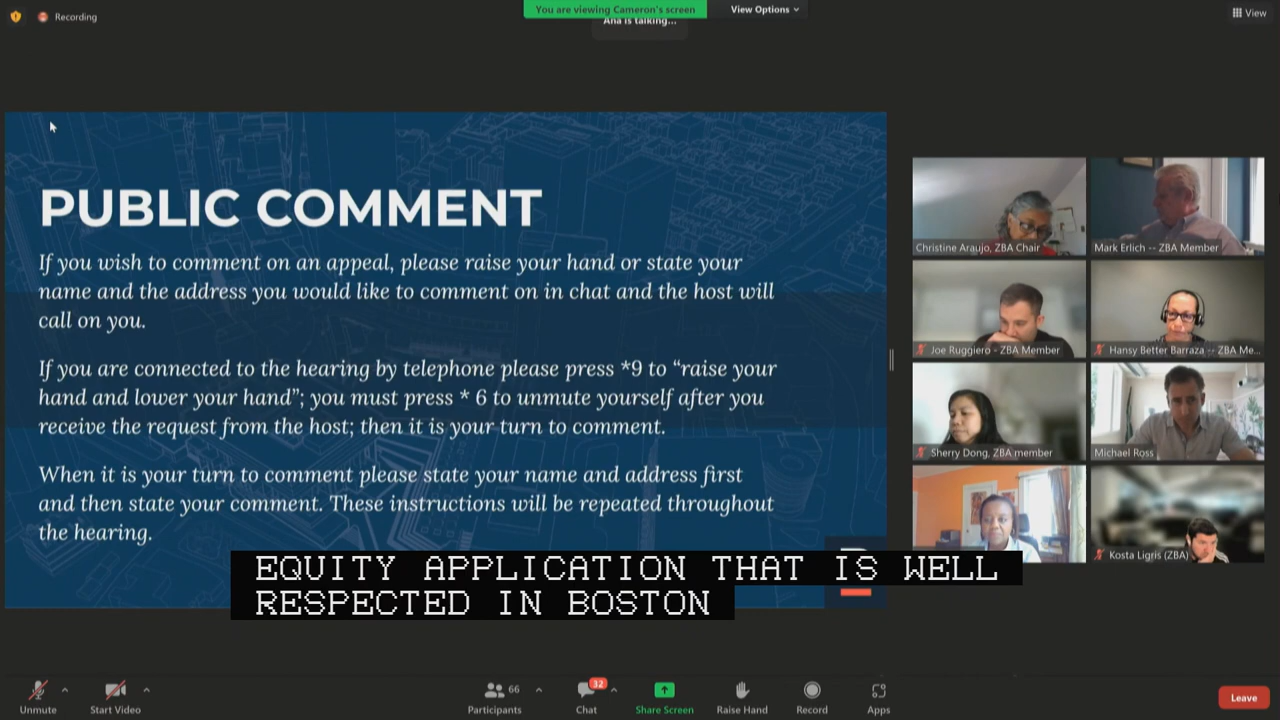 Recording
You are viewing Cameron's screen
View Options
View
Ana is talking...
PUBLIC COMMENT
If you wish to comment on an appeal, please raise your hand or state your
name and the address you would like to comment on in chat and the host will
call on you.
If you are connected to the hearing by telephone please press *9 to “raise your
hand and lower your hand”; you must press * 6 to unmute yourself after you
receive the request from the host; then it is your turn to comment.
When it is your turn to comment please state your name and address first
and then state your comment. These instructions will be repeated throughout
the hearing.
Christine Araujo, ZBA Chair
Mark Erlich -- ZBA Member
Joe Ruggiero - ZBA Member
Hansy Better Barraza -- ZBA Me...
Sherry Dong, ZBA member
Michael Ross
Kosta Ligris (ZBA)
EQUITY APPLICATION THAT IS WELL
RESPECTED IN BOSTON
Unmute
Start Video
66
Participants
32
Chat
Share Screen
Raise Hand
Record
Apps
Leave